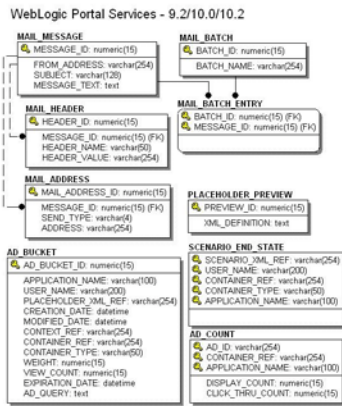 WebLogic Portal Services - 9.2/10.0/10.2
MAIL_MESSAGE
MESSAGE_ID: numeric(15)
FROM_ADDRESS: varchar(254)
SUBJECT: varchar(128)
MESSAGE_TEXT: text
MAIL_BATCH
BATCH_ID: numeric(15)
BATCH_NAME: varchar(254)
MAIL_BATCH_ENTRY
BATCH_ID: numeric(15) (FK)
MESSAGE_ID: numeric(15) (FK)
MAIL_HEADER
HEADER_ID: numeric(15)
MESSAGE_ID: numeric(15) (FK)
HEADER_NAME: varchar(50)
HEADER_VALUE: varchar(254)
MAIL_ADDRESS
MAIL_ADDRESS_ID: numeric(15)
MESSAGE_ID: numeric(15) (FK)
SEND_TYPE: varchar(4)
ADDRESS: varchar(254)
PLACEHOLDER_PREVIEW
PREVIEW_ID: numeric(15)
XML_DEFINITION: text
AD_BUCKET
AD_BUCKET_ID: numeric(15)
APPLICATION_NAME: varchar(100)
USER_NAME: varchar(200)
PLACEHOLDER_XML_REF: varchar(254)
CREATION_DATE: datetime
MODIFIED_DATE: datetime
CONTEXT_REF: varchar(254)
CONTAINER_REF: varchar(254)
CONTAINER_TYPE: varchar(50)
WEIGHT: numeric(15)
VIEW_COUNT: numeric(15)
EXPIRATION_DATE: datetime
AD_QUERY: text
SCENARIO_END_STATE
SCENARIO_XML_REF: varchar(254)
USER_NAME: varchar(200)
CONTAINER_REF: varchar(254)
CONTAINER_TYPE: varchar(50)
APPLICATION_NAME: varchar(100)
AD_COUNT
AD_ID: varchar(254)
CONTAINER_REF: varchar(254)
APPLICATION_NAME: varchar(100)
DISPLAY_COUNT: numeric(15)
CLICK_THRU_COUNT: numeric(15)